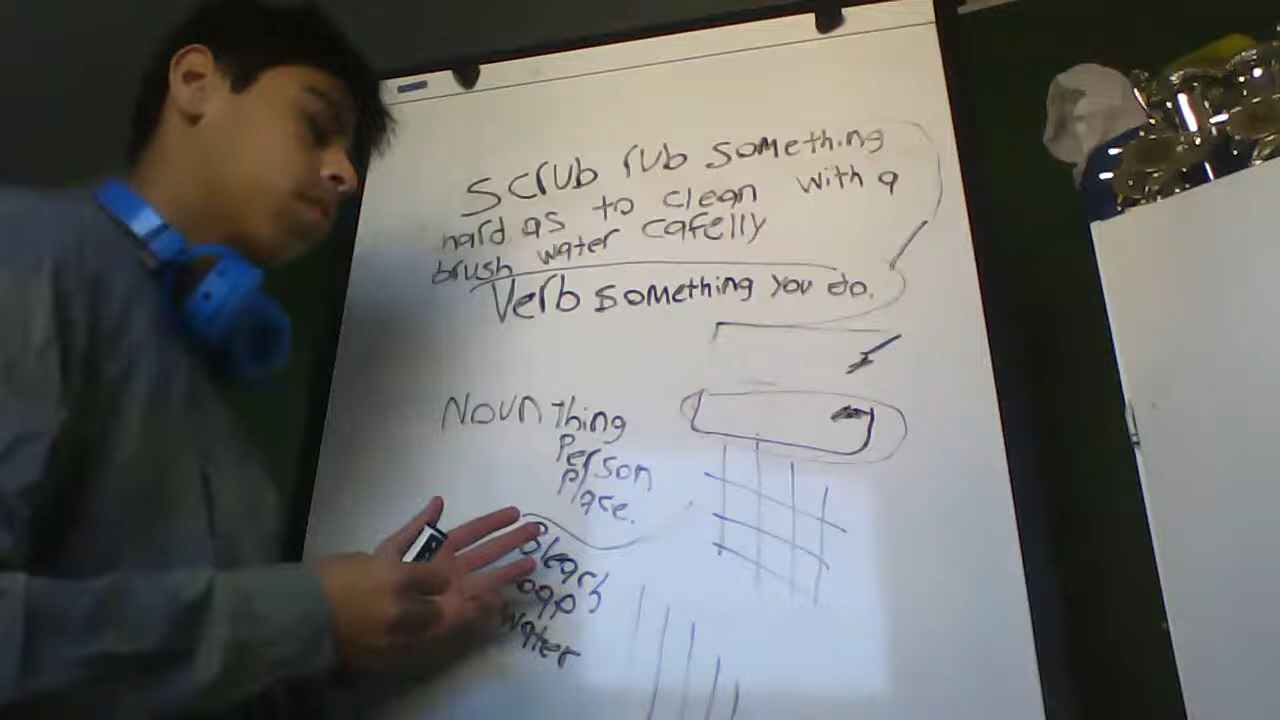 Scrub rub something
hard as to clean with a
brush water cafelly
Verb something you do.
Noun Thing
Person
Place.
Bleach
oap
water